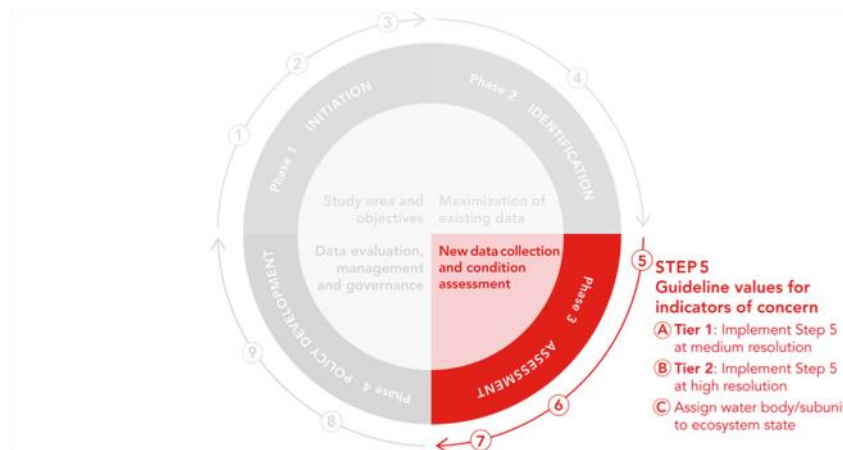 3
2
4
1
Phase 1 INITIATION
Phase 2 IDENTIFICATION
Study area and
objectives
Maximization of
existing data
Data evaluation,
management
and governance
New data collection
and condition
assessment
Phase 3 ASSESSMENT
Phase 4 POLICY DEVELOPMENT
5
STEP 5
Guideline values for
indicators of concern
A Tier 1: Implement Step 5
at medium resolution
B Tier 2: Implement Step 5
at high resolution
C Assign water body/subuni
to ecosystem state
6
7
8
9